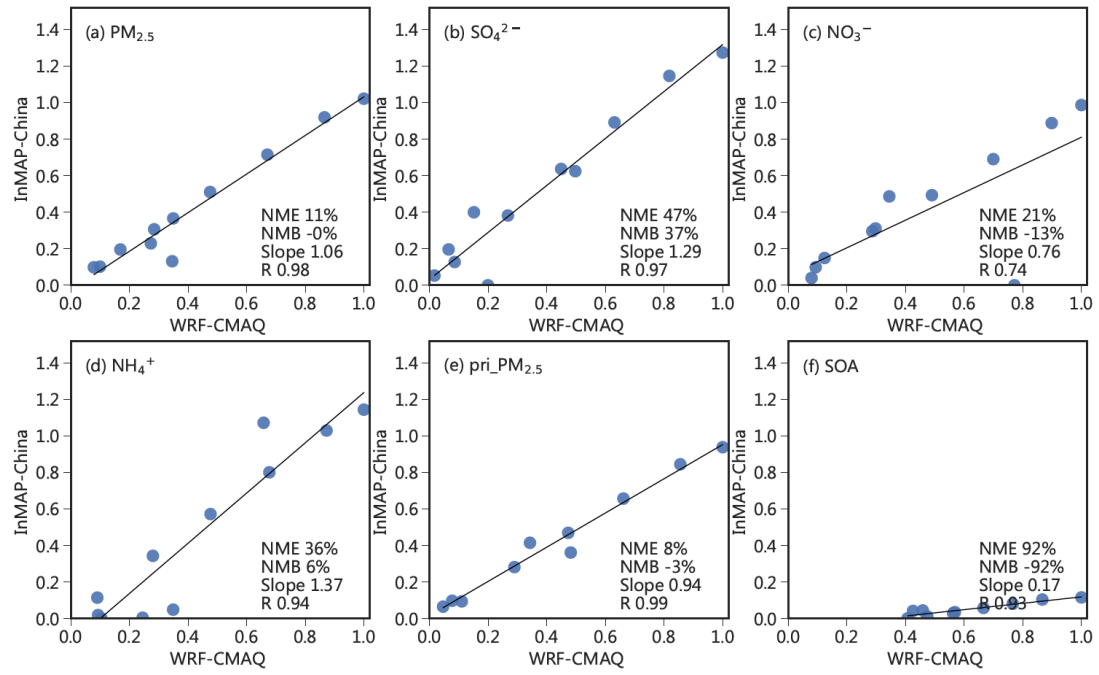 (a) PM2.5
InMAP-China
1.4
1.2
1.0
0.8
0.6
0.4
0.2
0.0
NME 11%
NMB -0%
Slope 1.06
R 0.98
0.0 0.2 0.4 0.6 0.8 1.0
WRF-CMAQ
(b) SO₄²⁻
InMAP-China
1.4
1.2
1.0
0.8
0.6
0.4
0.2
0.0
NME 47%
NMB 37%
Slope 1.29
R 0.97
0.0 0.2 0.4 0.6 0.8 1.0
WRF-CMAQ
(c) NO₃⁻
InMAP-China
1.4
1.2
1.0
0.8
0.6
0.4
0.2
0.0
NME 21%
NMB -13%
Slope 0.76
R 0.74
0.0 0.2 0.4 0.6 0.8 1.0
WRF-CMAQ
(d) NH₄⁺
InMAP-China
1.4
1.2
1.0
0.8
0.6
0.4
0.2
0.0
NME 36%
NMB 6%
Slope 1.37
R 0.94
0.0 0.2 0.4 0.6 0.8 1.0
WRF-CMAQ
(e) pri_PM2.5
InMAP-China
1.4
1.2
1.0
0.8
0.6
0.4
0.2
0.0
NME 8%
NMB -3%
Slope 0.94
R 0.99
0.0 0.2 0.4 0.6 0.8 1.0
WRF-CMAQ
(f) SOA
InMAP-China
1.4
1.2
1.0
0.8
0.6
0.4
0.2
0.0
NME 92%
NMB -92%
Slope 0.17
R
0.0 0.2 0.4 0.6 0.8 1.0
WRF-CMAQ